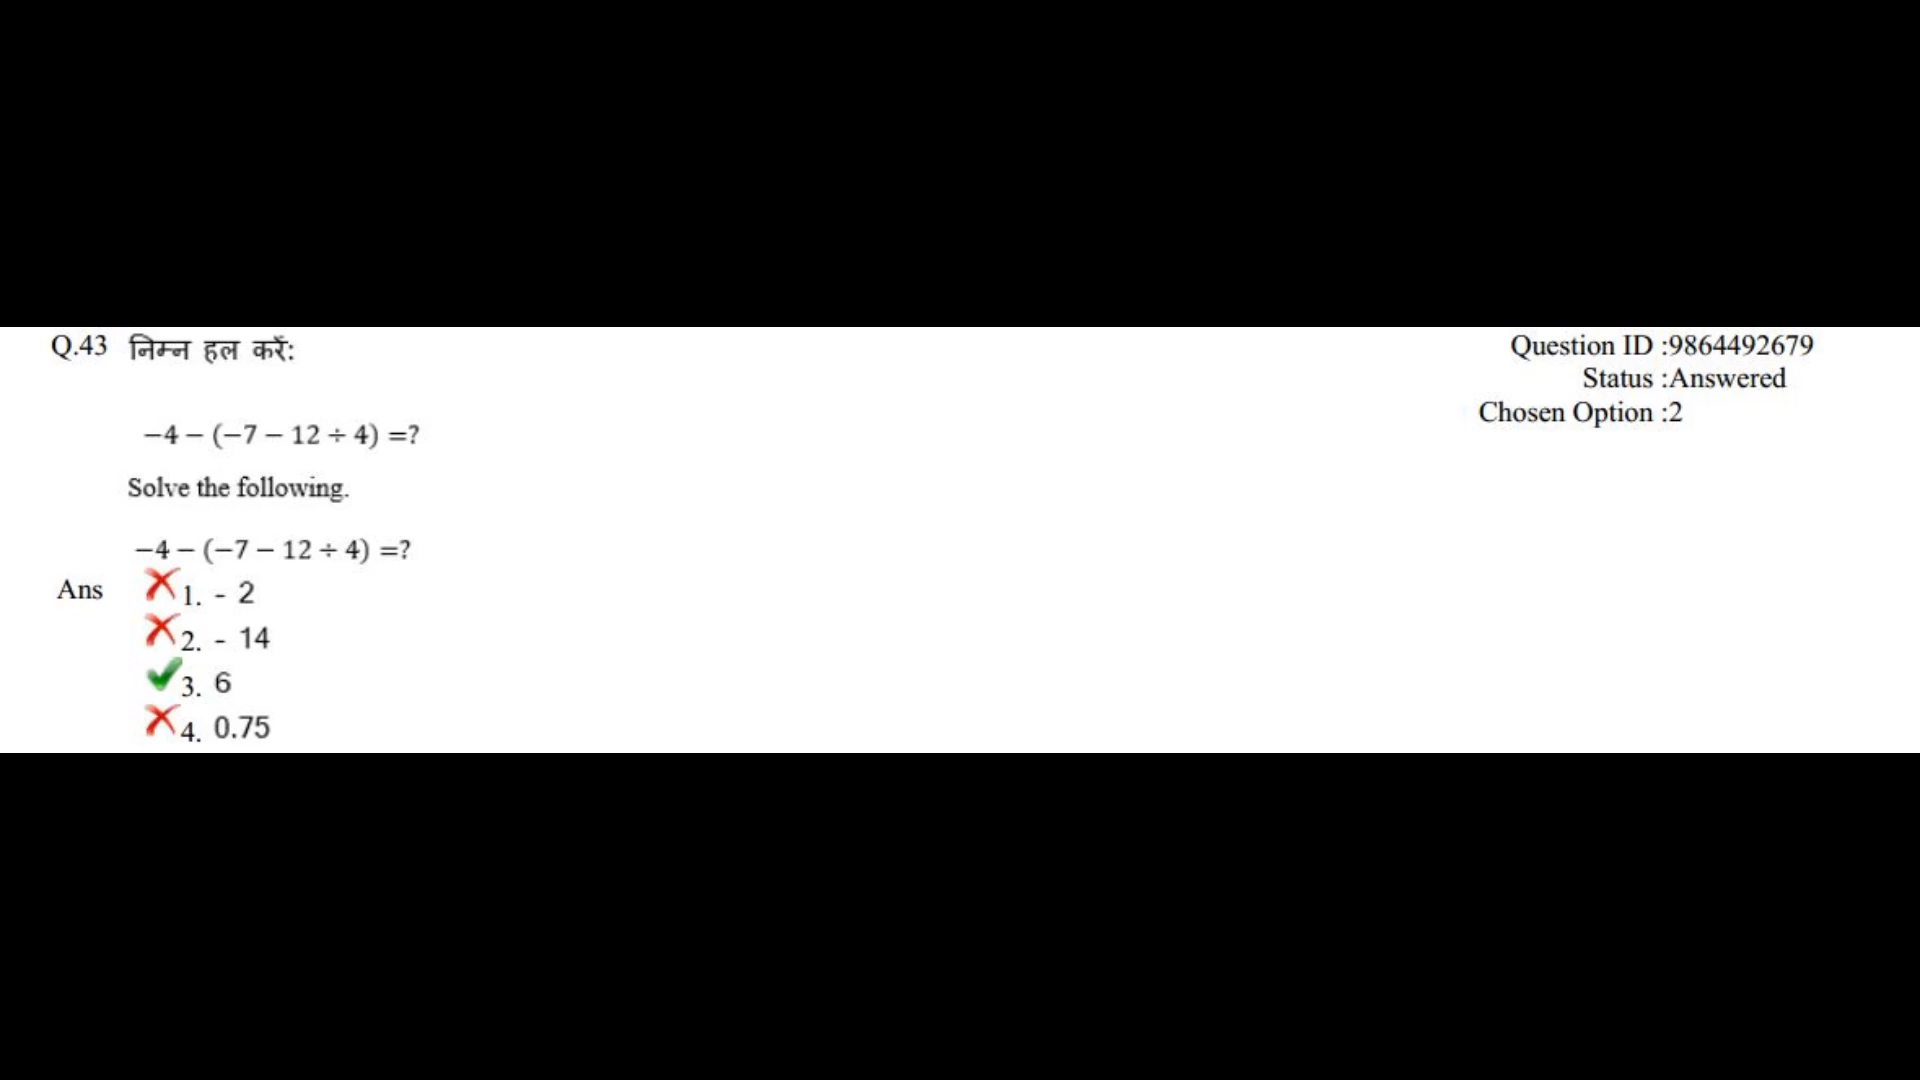 Q.43 निम्न हल करें:
Question ID :9864492679
Status :Answered
Chosen Option :2
−4 − (−7 − 12 ÷ 4) =?
Solve the following.
−4 − (−7 − 12 ÷ 4) =?
Ans 1. - 2
2. - 14
3. 6
4. 0.75